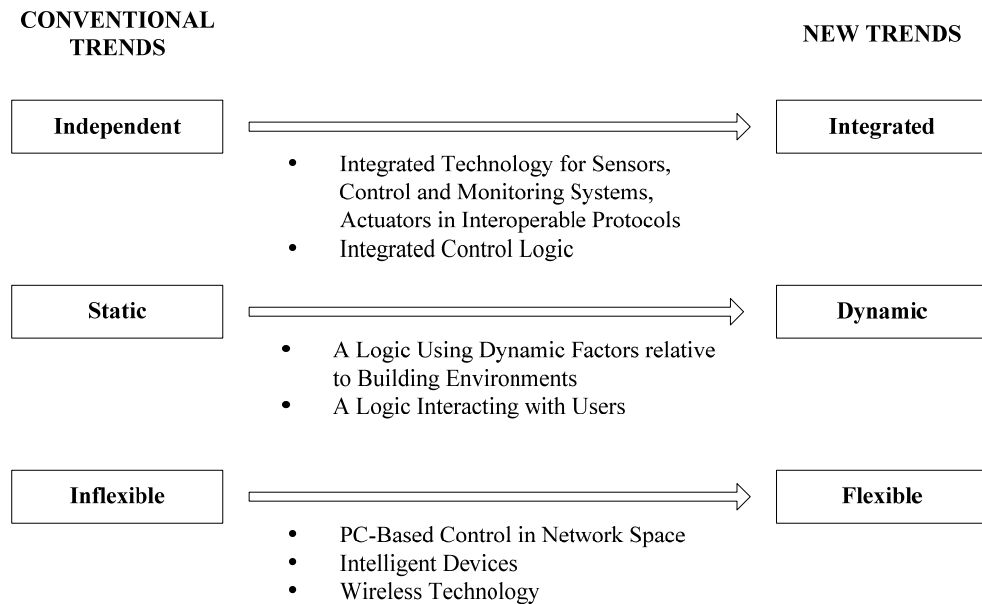 CONVENTIONAL
TRENDS
NEW TRENDS
Independent
Integrated
• Integrated Technology for Sensors,
Control and Monitoring Systems,
Actuators in Interoperable Protocols
• Integrated Control Logic
Static
Dynamic
• A Logic Using Dynamic Factors relative
to Building Environments
• A Logic Interacting with Users
Inflexible
Flexible
• PC-Based Control in Network Space
• Intelligent Devices
• Wireless Technology